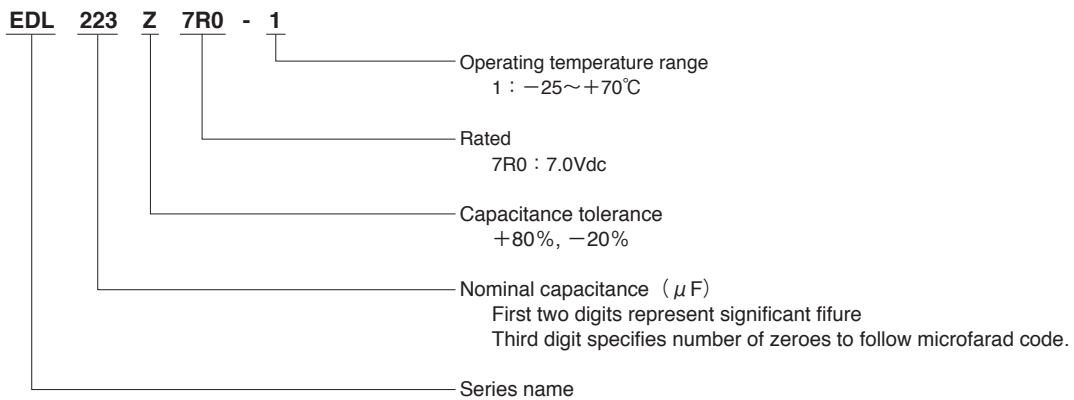 EDL 223 Z 7R0 - 1
Operating temperature range
1：－25～＋70℃
Rated
7R0：7.0Vdc
Capacitance tolerance
＋80%, －20%
Nominal capacitance（μF）
First two digits represent significant fifure
Third digit specifies number of zeroes to follow microfarad code.
Series name